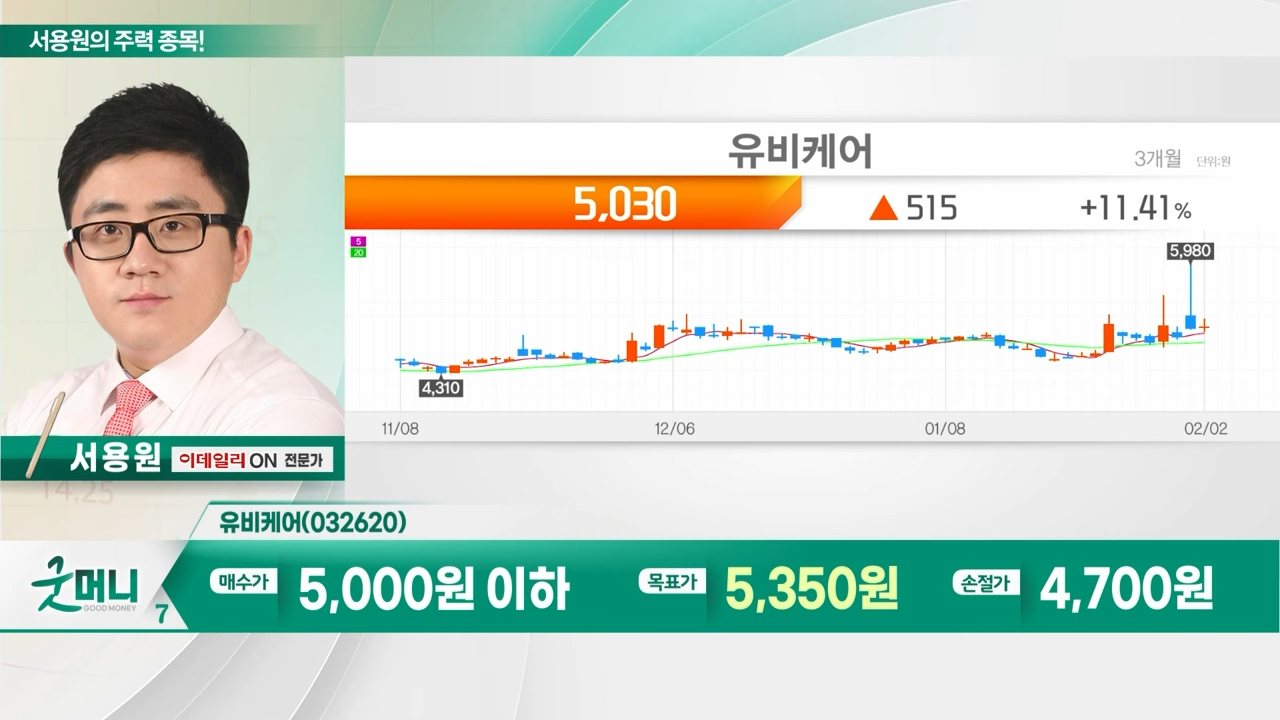 서용원의 주력 종목!
유비케어
3개월 단위:원
5,030 ▲ 515 +11.41%
5
20
5,980
4,310
11/08 12/06 01/08 02/02
서용원 이데일리 ON 전문가
14.25
유비케어(032620)
굿머니 GOOD MONEY 7
매수가 5,000원 이하 목표가 5,350원 손절가 4,700원